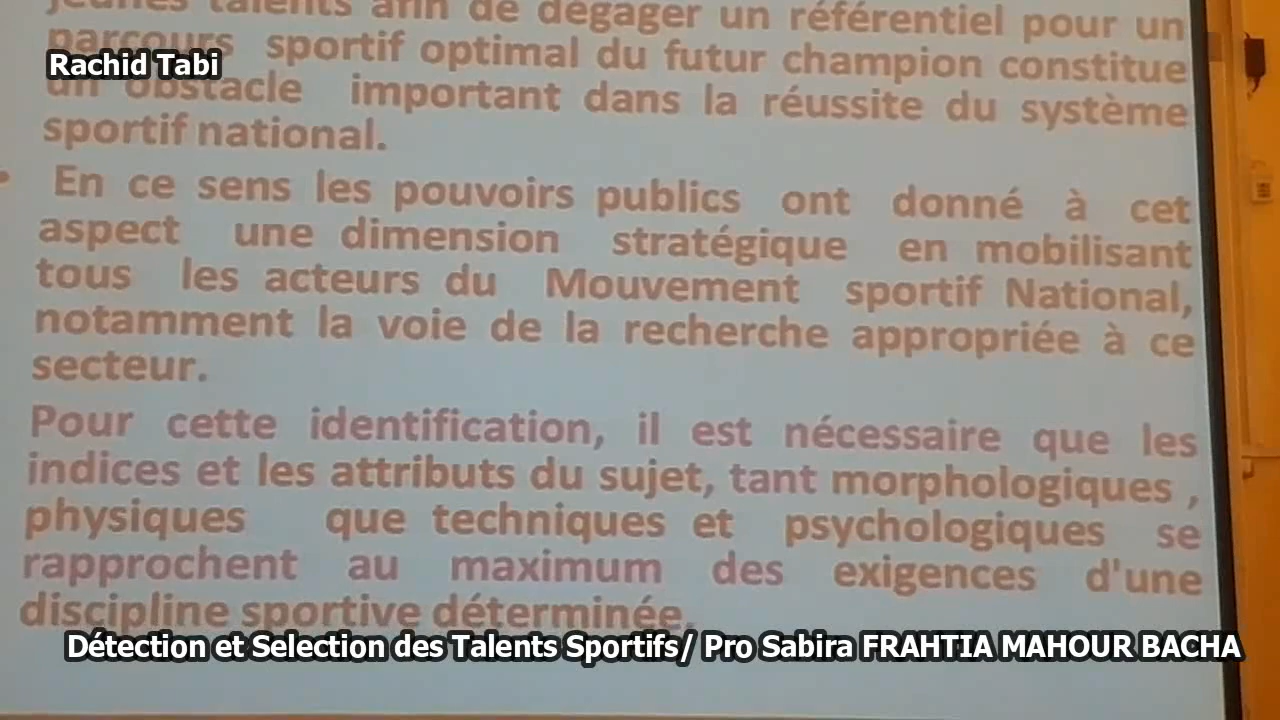 jeunes talents afin de dégager un référentiel pour un
parcours sportif optimal du futur champion constitue
Rachid Tabi
un obstacle important dans la réussite du système
sportif national.
• En ce sens les pouvoirs publics ont donné à cet
aspect une dimension stratégique en mobilisant
tous les acteurs du Mouvement sportif National,
notamment la voie de la recherche appropriée à ce
secteur.
Pour cette identification, il est nécessaire que les
indices et les attributs du sujet, tant morphologiques ,
physiques que techniques et psychologiques se
rapprochent au maximum des exigences d'une
discipline sportive déterminée.
Détection et Selection des Talents Sportifs/ Pro Sabira FRAHTIA MAHOUR BACHA